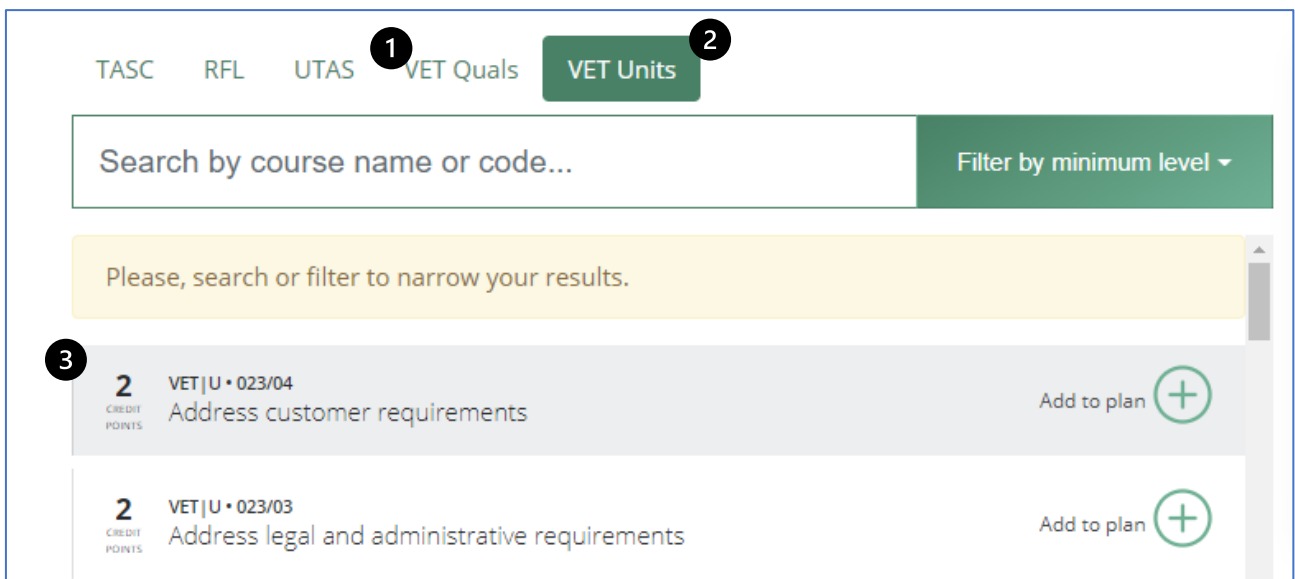 1 2
TASC RFL UTAS VET Quals VET Units
Search by course name or code... Filter by minimum level
Please, search or filter to narrow your results.
3
2 VET|U • 023/04
CREDIT POINTS Address customer requirements Add to plan
2 VET|U • 023/03
CREDIT POINTS Address legal and administrative requirements Add to plan